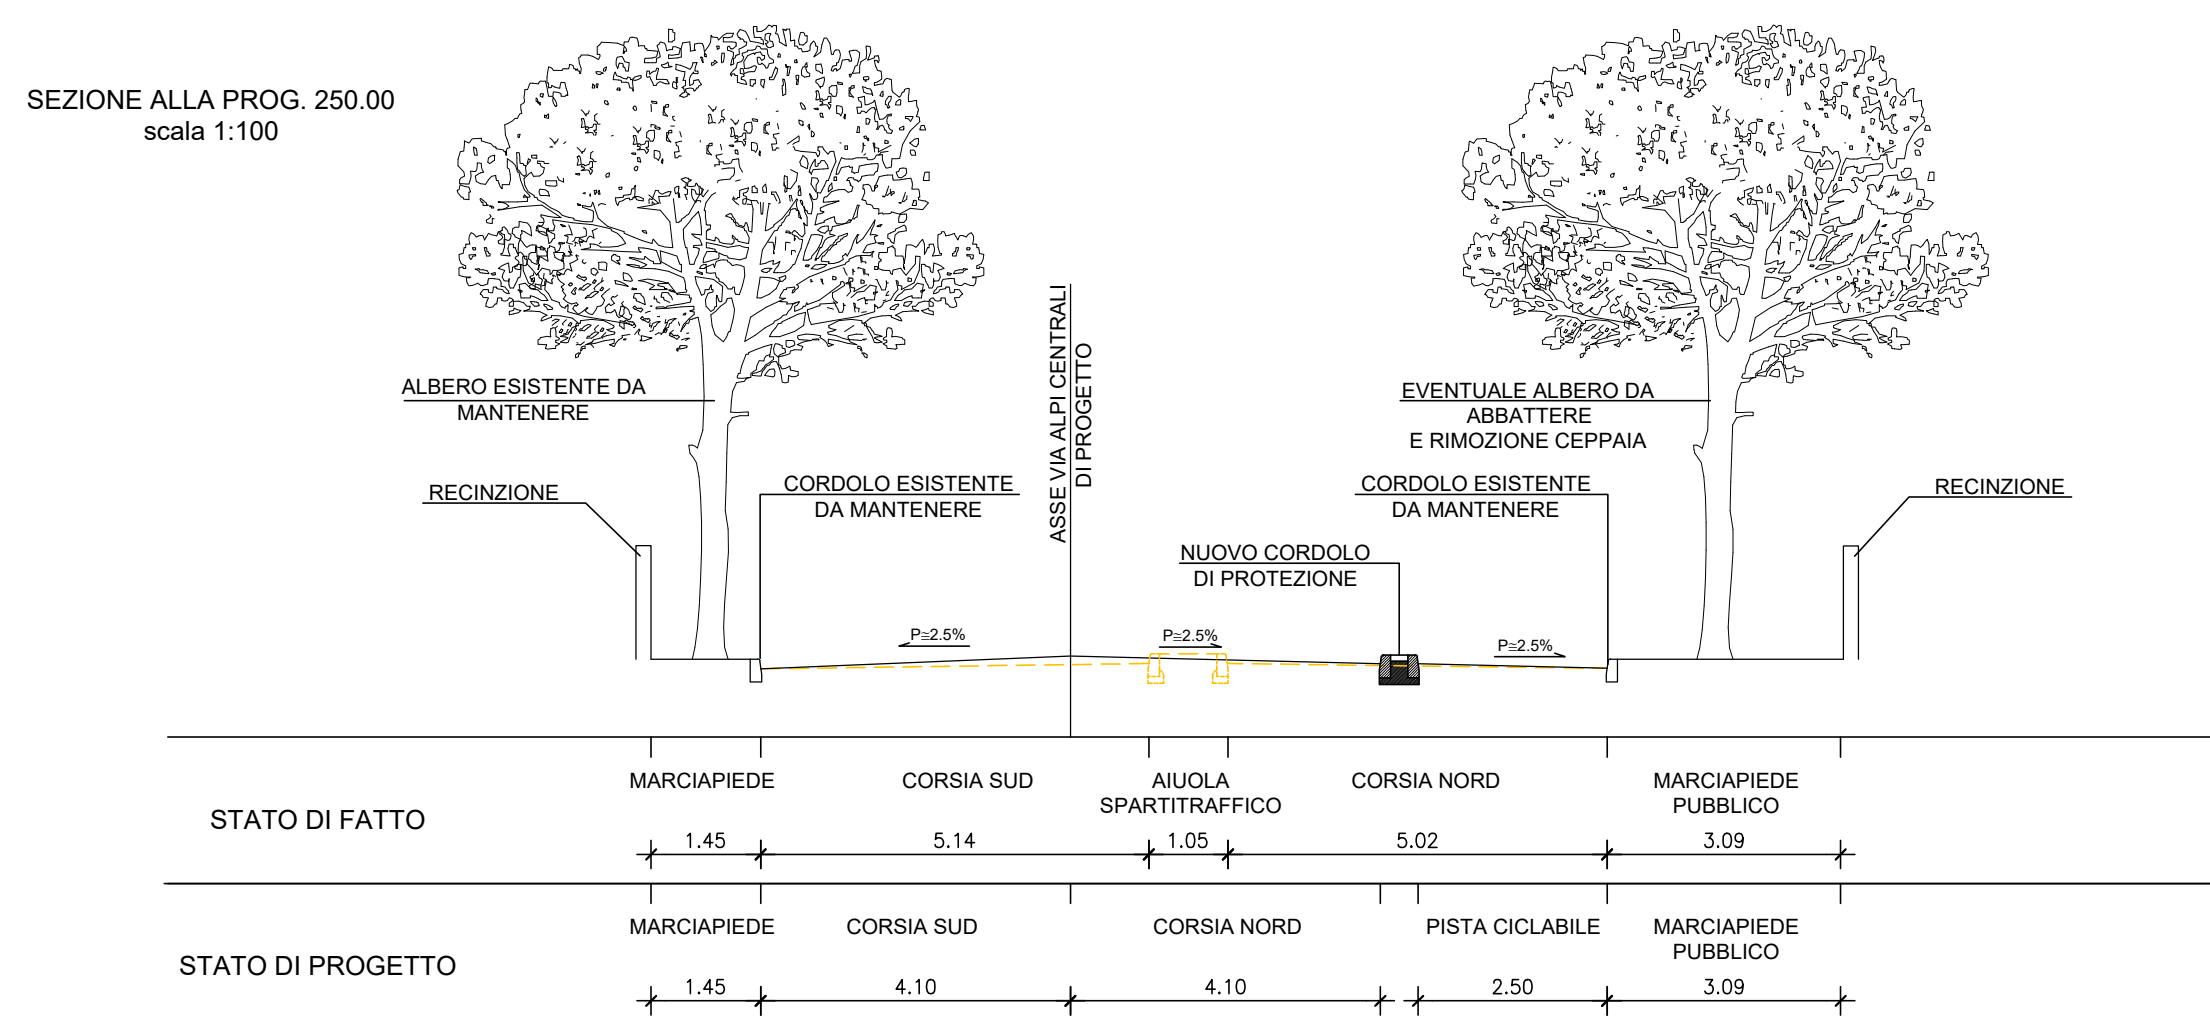 SEZIONE ALLA PROG. 250.00
scala 1:100
ALBERO ESISTENTE DA
MANTENERE
RECINZIONE
CORDOLO ESISTENTE
DA MANTENERE
ASSE VIA ALPI CENTRALI
DI PROGETTO
EVENTUALE ALBERO DA
ABBATTERE
E RIMOZIONE CEPPAIA
CORDOLO ESISTENTE
DA MANTENERE
RECINZIONE
NUOVO CORDOLO
DI PROTEZIONE
P≅2.5%
P≅2.5%
P≅2.5%
STATO DI FATTO
MARCIAPIEDE
CORSIA SUD
AIUOLA
SPARTITRAFFICO
CORSIA NORD
MARCIAPIEDE
PUBBLICO
1.45
5.14
1.05
5.02
3.09
STATO DI PROGETTO
MARCIAPIEDE
CORSIA SUD
CORSIA NORD
PISTA CICLABILE
MARCIAPIEDE
PUBBLICO
1.45
4.10
4.10
2.50
3.09